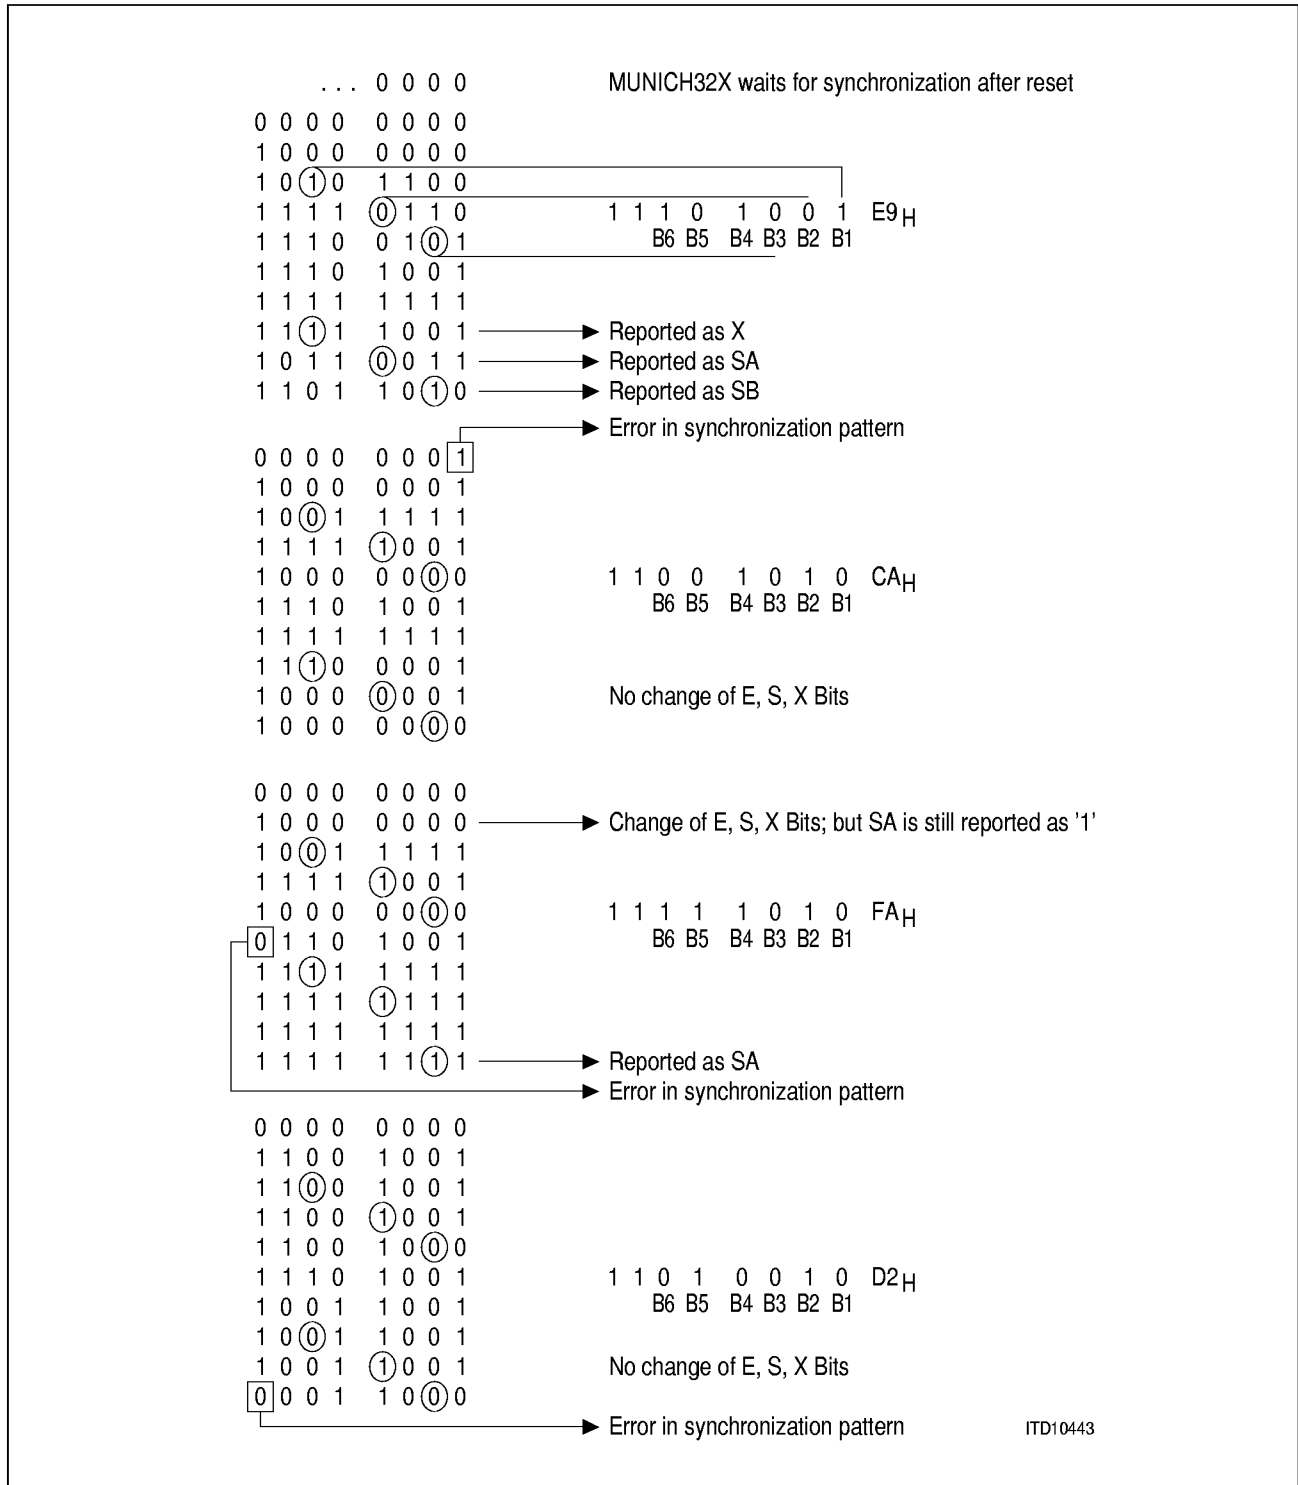 . . . 0 0 0 0 MUNICH32X waits for synchronization after reset
0 0 0 0 0 0 0 0
1 0 0 0 0 0 0 0
1 0 1 0 1 1 0 0
1 1 1 1 0 1 1 0 1 1 1 0 1 0 0 1 E9H
1 1 1 0 0 1 0 1 B6 B5 B4 B3 B2 B1
1 1 1 0 1 0 0 1
1 1 1 1 1 1 1 1
1 1 1 1 1 0 0 1 Reported as X
1 0 1 1 0 0 1 1 Reported as SA
1 1 0 1 1 0 1 0 Reported as SB
Error in synchronization pattern
0 0 0 0 0 0 0 1
1 0 0 0 0 0 0 1
1 0 0 1 1 1 1 1
1 1 1 1 1 0 0 1
1 0 0 0 0 0 0 0 1 1 0 0 1 0 1 0 CAH
1 1 1 0 1 0 0 1 B6 B5 B4 B3 B2 B1
1 1 1 1 1 1 1 1
1 1 1 0 0 0 0 1
1 0 0 0 0 0 0 1 No change of E, S, X Bits
1 0 0 0 0 0 0 0
0 0 0 0 0 0 0 0
1 0 0 0 0 0 0 0 Change of E, S, X Bits; but SA is still reported as '1'
1 0 0 1 1 1 1 1
1 1 1 1 1 0 0 1
1 0 0 0 0 0 0 0 1 1 1 1 1 0 1 0 FAH
0 1 1 0 1 0 0 1 B6 B5 B4 B3 B2 B1
1 1 1 1 1 1 1 1
1 1 1 1 1 1 1 1
1 1 1 1 1 1 1 1
1 1 1 1 1 1 1 1 Reported as SA
Error in synchronization pattern
0 0 0 0 0 0 0 0
1 1 0 0 1 0 0 1
1 1 0 0 1 0 0 1
1 1 0 0 1 0 0 1
1 1 0 0 1 0 0 0
1 1 1 0 1 0 0 1 1 1 0 1 0 0 1 0 D2H
1 0 0 1 1 0 0 1 B6 B5 B4 B3 B2 B1
1 0 0 1 1 0 0 1
1 0 0 1 1 0 0 1 No change of E, S, X Bits
0 0 0 1 1 0 0 0
Error in synchronization pattern ITD10443